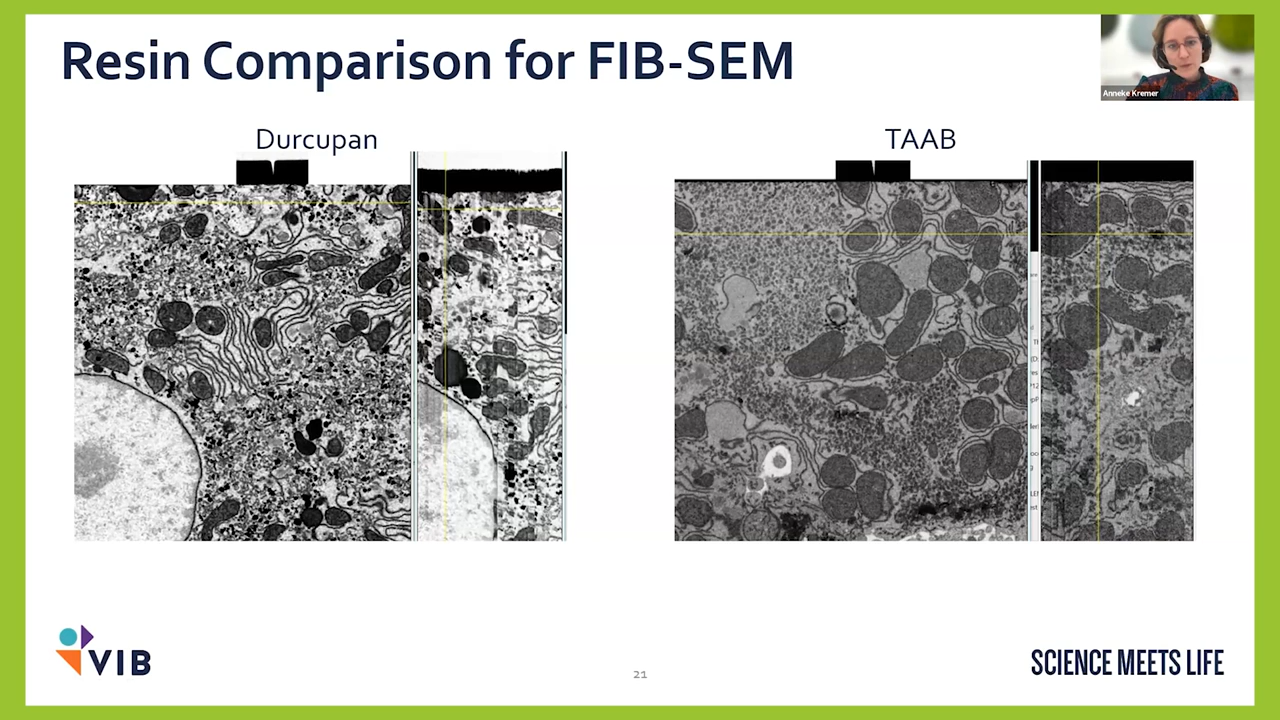 Resin Comparison for FIB-SEM
Anneke Kremer
Durcupan
TAAB
VIB
21
SCIENCE MEETS LIFE